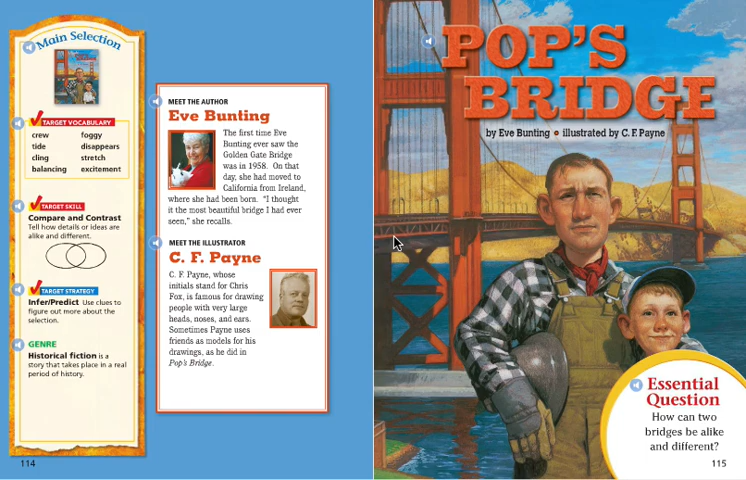 Main Selection
TARGET VOCABULARY
crew foggy
tide disappears
cling stretch
balancing excitement
TARGET SKILL
Compare and Contrast
Tell how details or ideas are
alike and different.
TARGET STRATEGY
Infer/Predict Use clues to
figure out more about the
selection.
GENRE
Historical fiction is a
story that takes place in a real
period of history.
114
MEET THE AUTHOR
Eve Bunting
The first time Eve
Bunting ever saw the
Golden Gate Bridge
was in 1958. On that
day, she had moved to
California from Ireland,
where she had been born. "I thought
it the most beautiful bridge I had ever
seen," she recalls.
MEET THE ILLUSTRATOR
C. F. Payne
C. F. Payne, whose
initials stand for Chris
Fox, is famous for drawing
people with very large
heads, noses, and ears.
Sometimes Payne uses
friends as models for his
drawings, as he did in
Pop's Bridge.
POP'S
BRIDGE
by Eve Bunting • illustrated by C. F. Payne
Essential
Question
How can two
bridges be alike
and different?
115